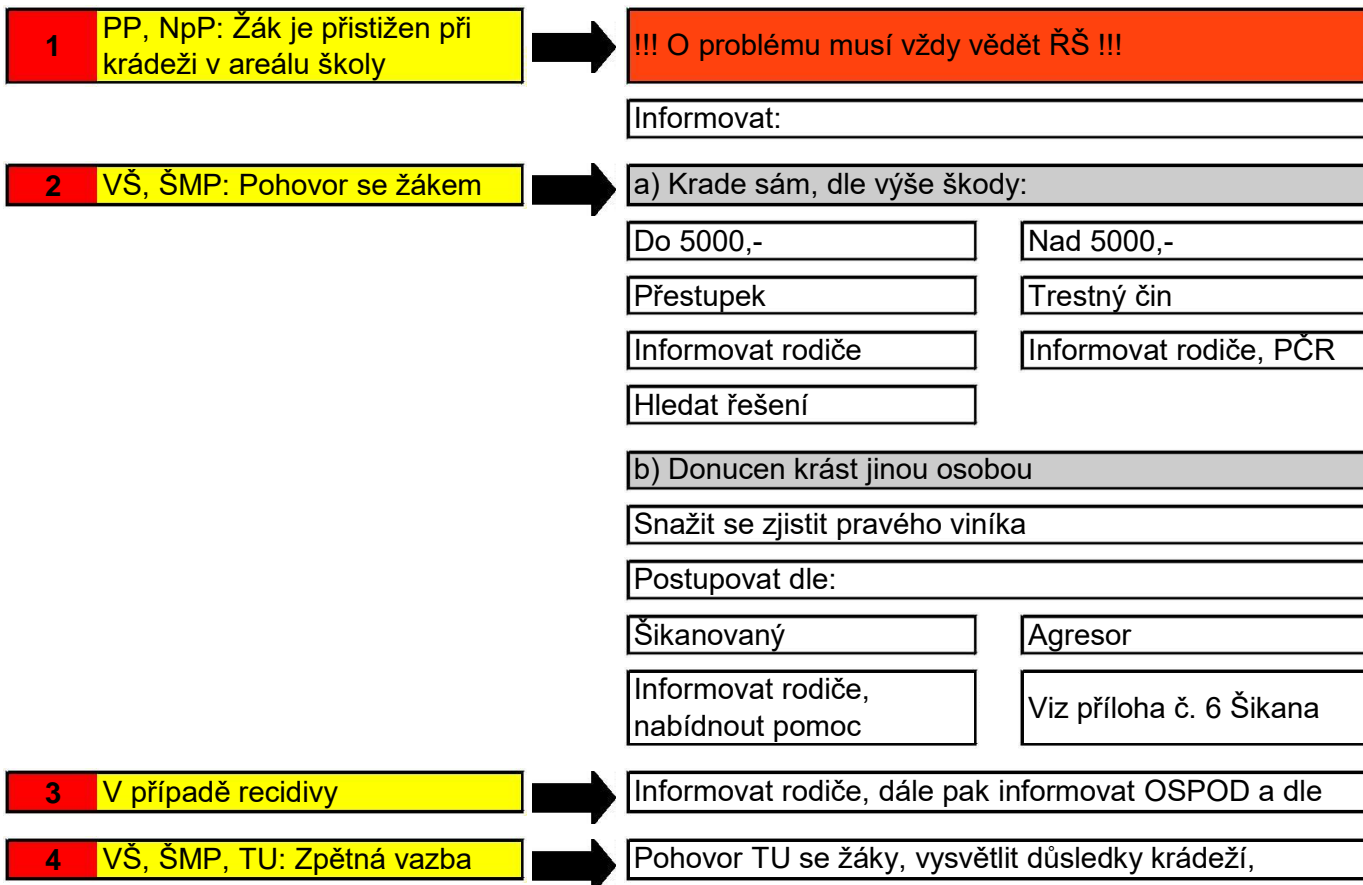 1
PP, NpP: Žák je přistižen při
krádeži v areálu školy
!!! O problému musí vždy vědět ŘŠ !!!
Informovat:
2
VŠ, ŠMP: Pohovor se žákem
a) Krade sám, dle výše škody:
Do 5000,-
Nad 5000,-
Přestupek
Trestný čin
Informovat rodiče
Informovat rodiče, PČR
Hledat řešení
b) Donucen krást jinou osobou
Snažit se zjistit pravého viníka
Postupovat dle:
Šikanovaný
Agresor
Informovat rodiče,
nabídnout pomoc
Viz příloha č. 6 Šikana
3
V případě recidivy
Informovat rodiče, dále pak informovat OSPOD a dle
4
VŠ, ŠMP, TU: Zpětná vazba
Pohovor TU se žáky, vysvětlit důsledky krádeží,